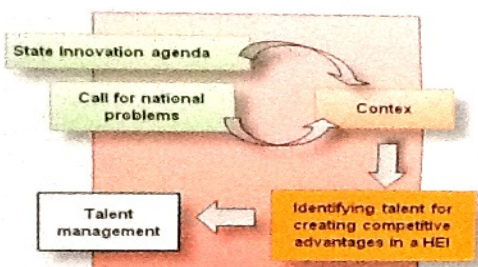 State Innovation agenda
Call for national
problems
Contex
Identifying talent for
creating competitive
advantages in a HEI
Talent
management